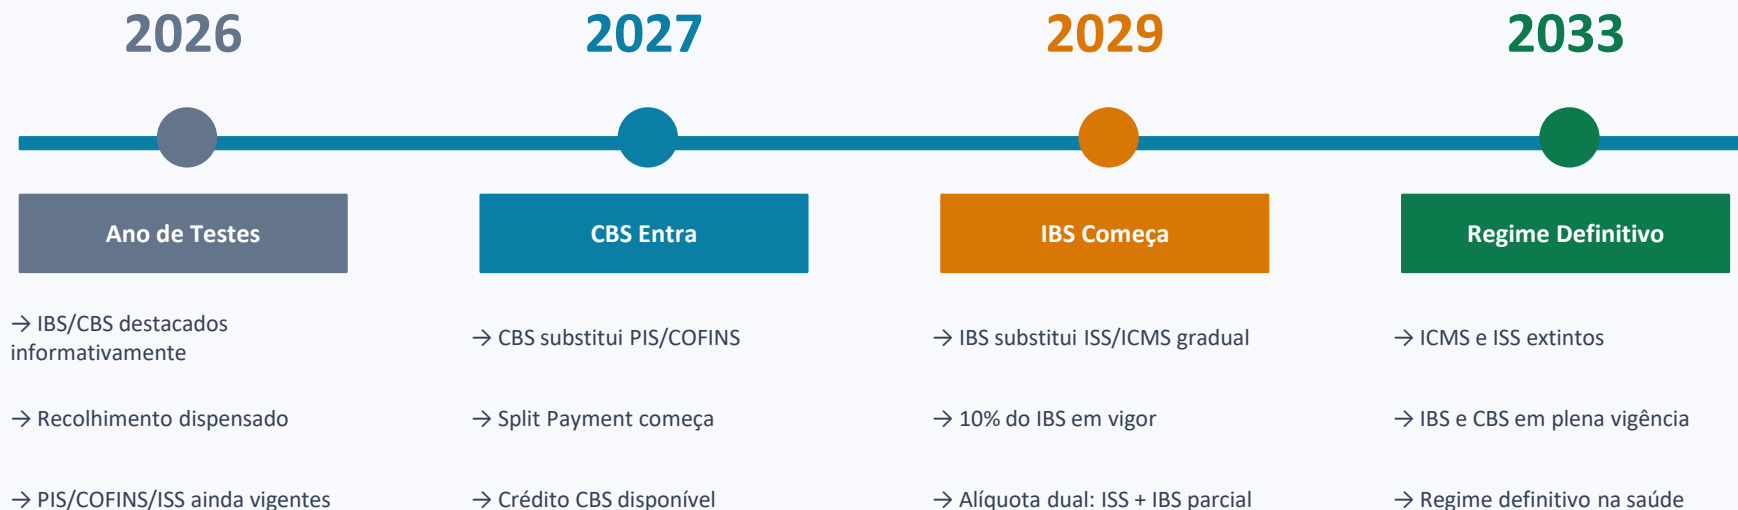 2026
2027
2029
2033
Ano de Testes
CBS Entra
IBS Começa
Regime Definitivo
→ IBS/CBS destacados
informativamente
→ CBS substitui PIS/COFINS
→ IBS substitui ISS/ICMS gradual
→ ICMS e ISS extintos
→ Recolhimento dispensado
→ Split Payment começa
→ 10% do IBS em vigor
→ IBS e CBS em plena vigência
→ PIS/COFINS/ISS ainda vigentes
→ Crédito CBS disponível
→ Alíquota dual: ISS + IBS parcial
→ Regime definitivo na saúde